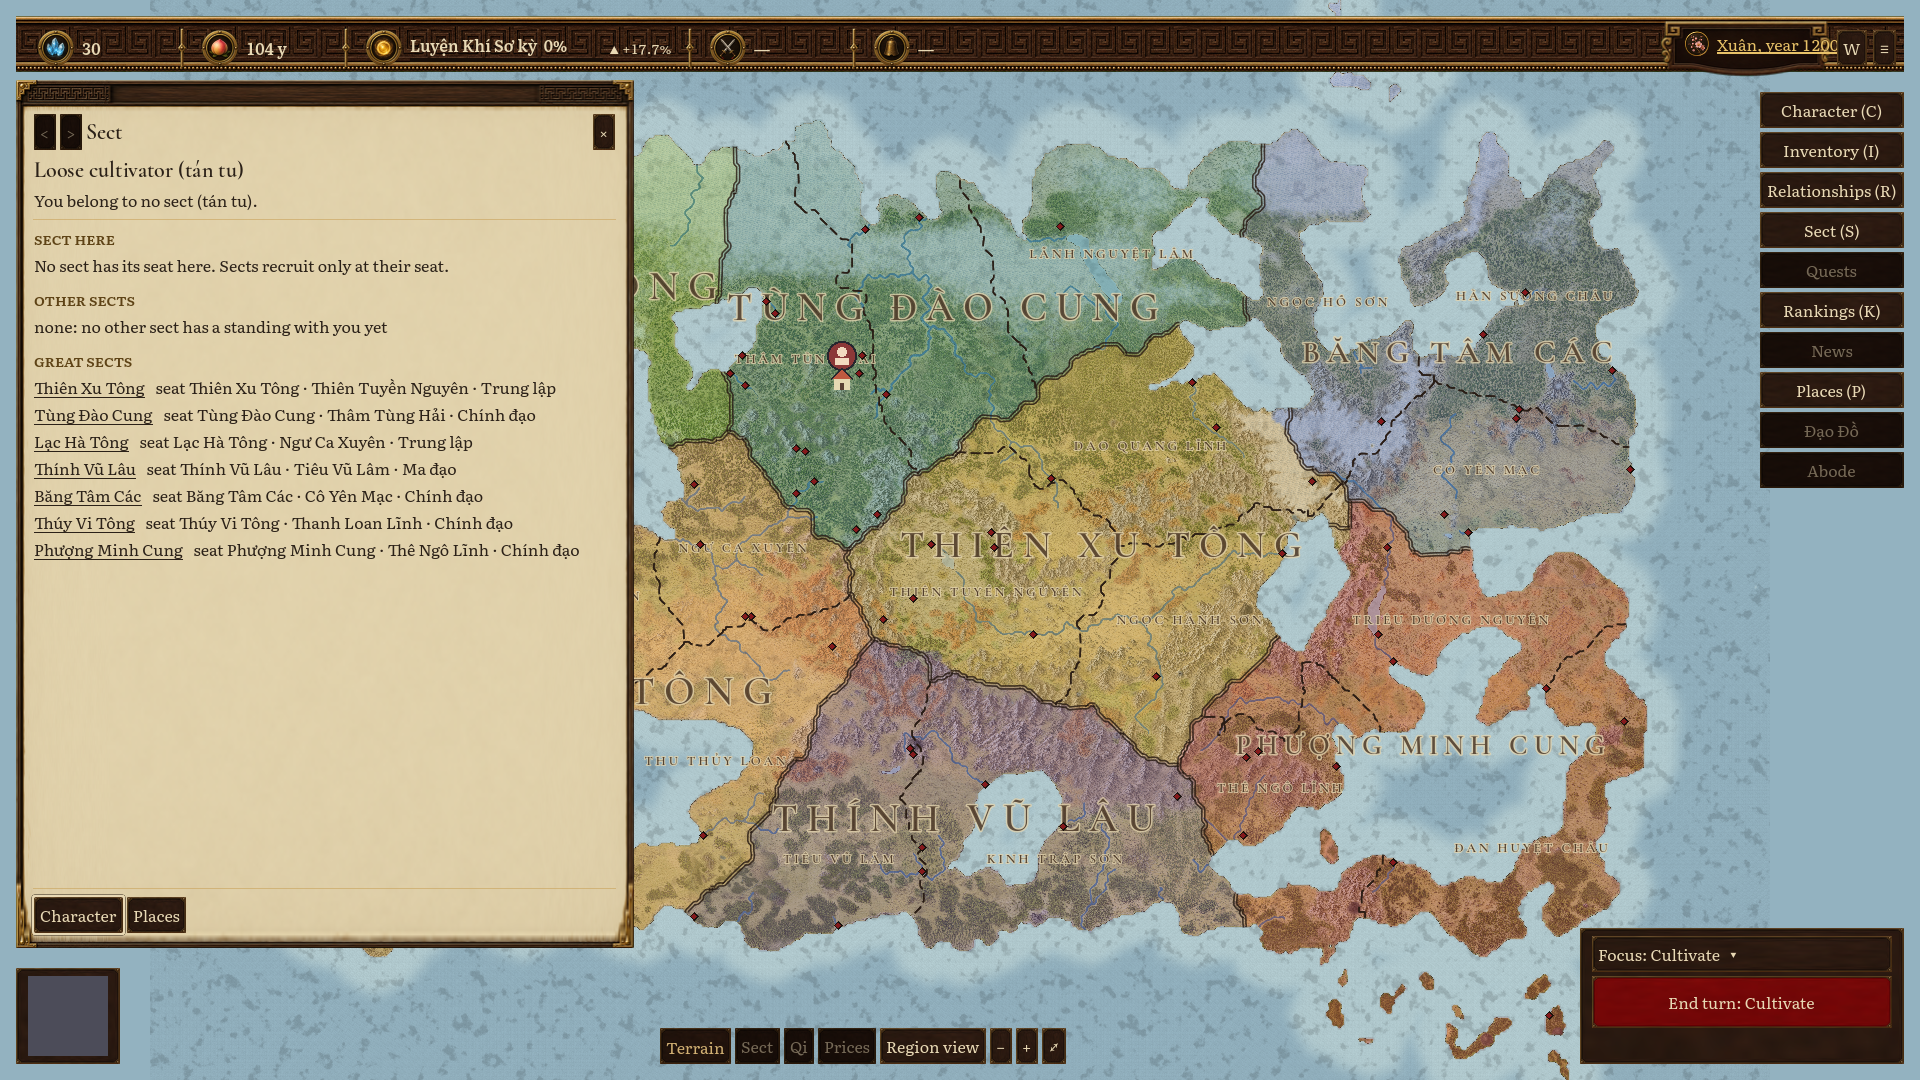 30
104 y
Luyện Khí Sơ kỳ 0%
▲ +17.7%
—
—
Xuân, year 1200
W
≡
< > Sect ×
Loose cultivator (tán tu)
You belong to no sect (tán tu).
SECT HERE
No sect has its seat here. Sects recruit only at their seat.
OTHER SECTS
none: no other sect has a standing with you yet
GREAT SECTS
Thiên Xu Tông seat Thiên Xu Tông · Thiên Tuyền Nguyên · Trung lập
Tùng Đào Cung seat Tùng Đào Cung · Thâm Tùng Hải · Chính đạo
Lạc Hà Tông seat Lạc Hà Tông · Ngư Ca Xuyên · Trung lập
Thính Vũ Lâu seat Thính Vũ Lâu · Tiêu Vũ Lâm · Ma đạo
Băng Tâm Các seat Băng Tâm Các · Cô Yên Mạc · Chính đạo
Thúy Vi Tông seat Thúy Vi Tông · Thanh Loan Lĩnh · Chính đạo
Phượng Minh Cung seat Phượng Minh Cung · Thê Ngô Lĩnh · Chính đạo
Character Places
Character (C)
Inventory (I)
Relationships (R)
Sect (S)
Quests
Rankings (K)
News
Places (P)
Đạo Đồ
Abode
LÃNH NGUYỆT LÂM
TÙNG ĐÀO CUNG
NGỌC HỒ SƠN
HÀN SƯƠNG CHÂU
BĂNG TÂM CÁC
DAO QUANG LĨNH
CÔ YÊN MẠC
THIÊN XU TÔNG
NGƯ CA XUYÊN
THIÊN TUYỀN NGUYÊN
NGỌC HÀNH SƠN
TRIÊU DƯƠNG NGUYÊN
TÔNG
PHƯỢNG MINH CUNG
THU THỦY LOAN
THÊ NGÔ LĨNH
THÍNH VŨ LÂU
TIÊU VŨ LÂM
KINH TRẬP SƠN
ĐAN HUYỆT CHÂU
Focus: Cultivate ▾
End turn: Cultivate
Terrain Sect Qi Prices Region view − + ⤢